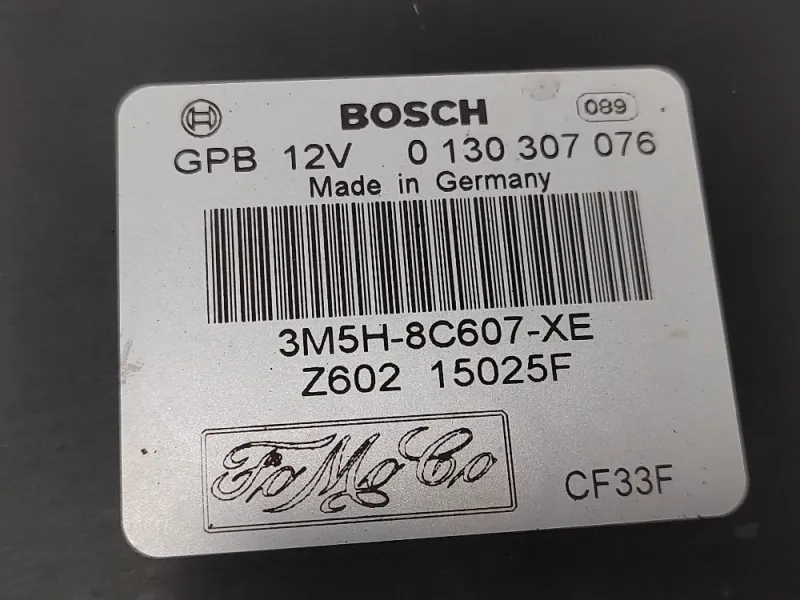 BOSCH 089
GPB 12V 0 130 307 076
Made in Germany
3M5H-8C607-XE
Z602 15025F
FoMoCo CF33F